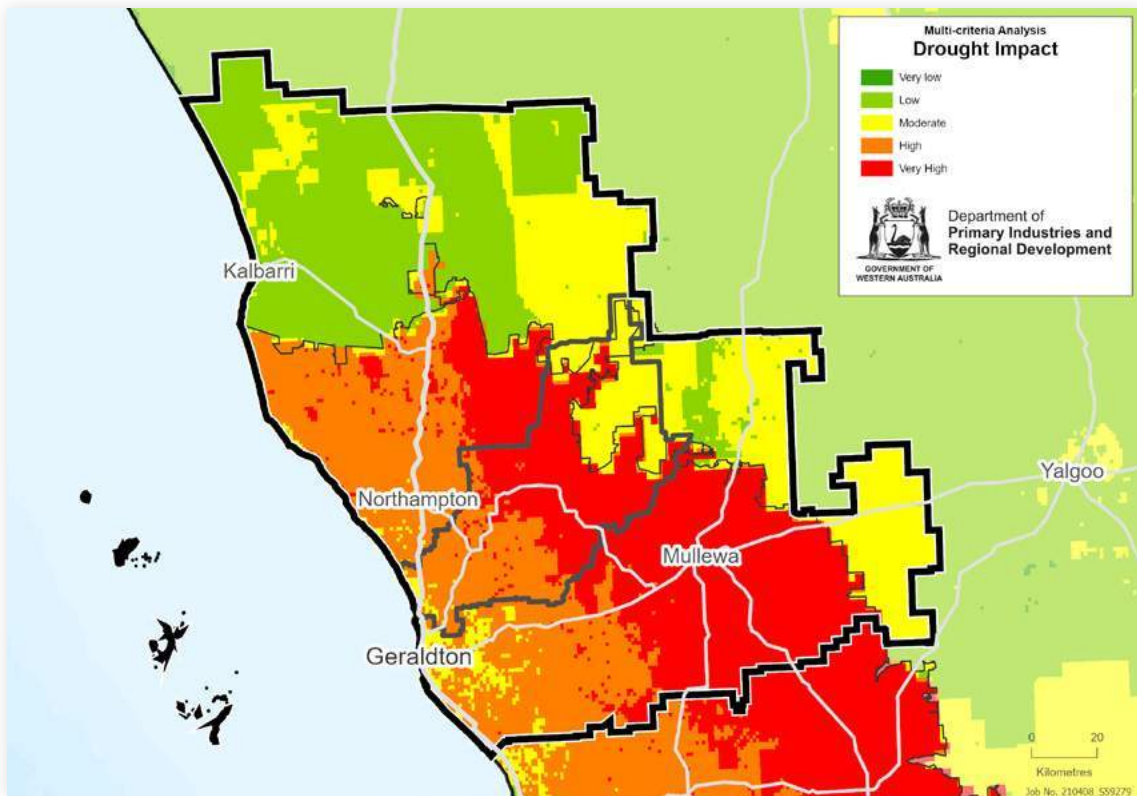 Multi-criteria Analysis
Drought Impact
Very low
Low
Moderate
High
Very High
Department of
Primary Industries and
Regional Development
GOVERNMENT OF
WESTERN AUSTRALIA
Kalbarri
Yalgoo
Northampton
Mullewa
Geraldton
0 20
Kilometres
Job No. 210408_S59279